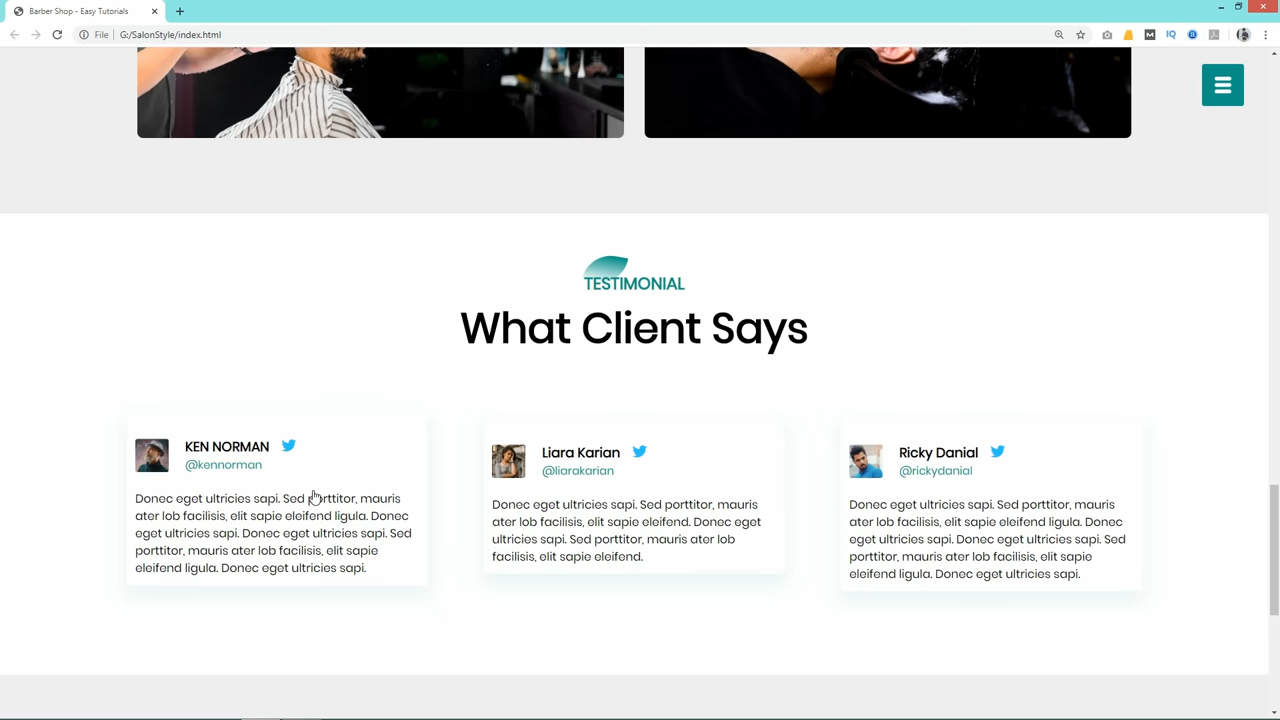 Barber Shop - Easy Tutorials
File
G:/SalonStyle/index.html
TESTIMONIAL
What Client Says
KEN NORMAN
@kennorman
Donec eget ultricies sapi. Sed porttitor, mauris
ater lob facilisis, elit sapie eleifend ligula. Donec
eget ultricies sapi. Donec eget ultricies sapi. Sed
porttitor, mauris ater lob facilisis, elit sapie
eleifend ligula. Donec eget ultricies sapi.
Liara Karian
@liarakarian
Donec eget ultricies sapi. Sed porttitor, mauris
ater lob facilisis, elit sapie eleifend. Donec eget
ultricies sapi. Sed porttitor, mauris ater lob
facilisis, elit sapie eleifend.
Ricky Danial
@rickydanial
Donec eget ultricies sapi. Sed porttitor, mauris
ater lob facilisis, elit sapie eleifend ligula. Donec
eget ultricies sapi. Donec eget ultricies sapi. Sed
porttitor, mauris ater lob facilisis, elit sapie
eleifend ligula. Donec eget ultricies sapi.